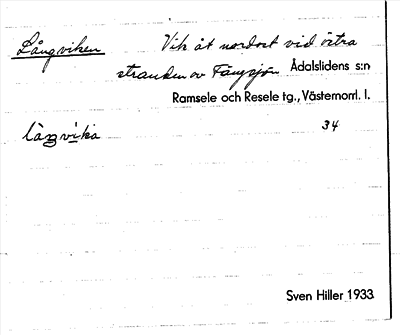 Långviken Vik åt nordost vid östra
stranden av Fängsjön Ådalslidens s:n
Ramsele och Resele tg., Västernorrl. l.
låŋvika 34
Sven Hiller 1933